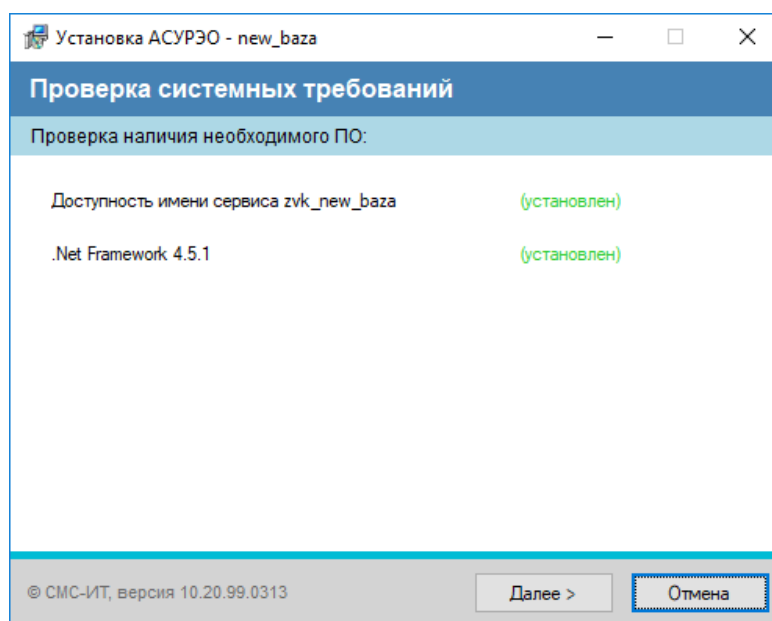 Установка АСУРЭО - new_baza
Проверка системных требований
Проверка наличия необходимого ПО:
Доступность имени сервиса zvk_new_baza (установлен)
.Net Framework 4.5.1 (установлен)
© СМС-ИТ, версия 10.20.99.0313 Далее > Отмена